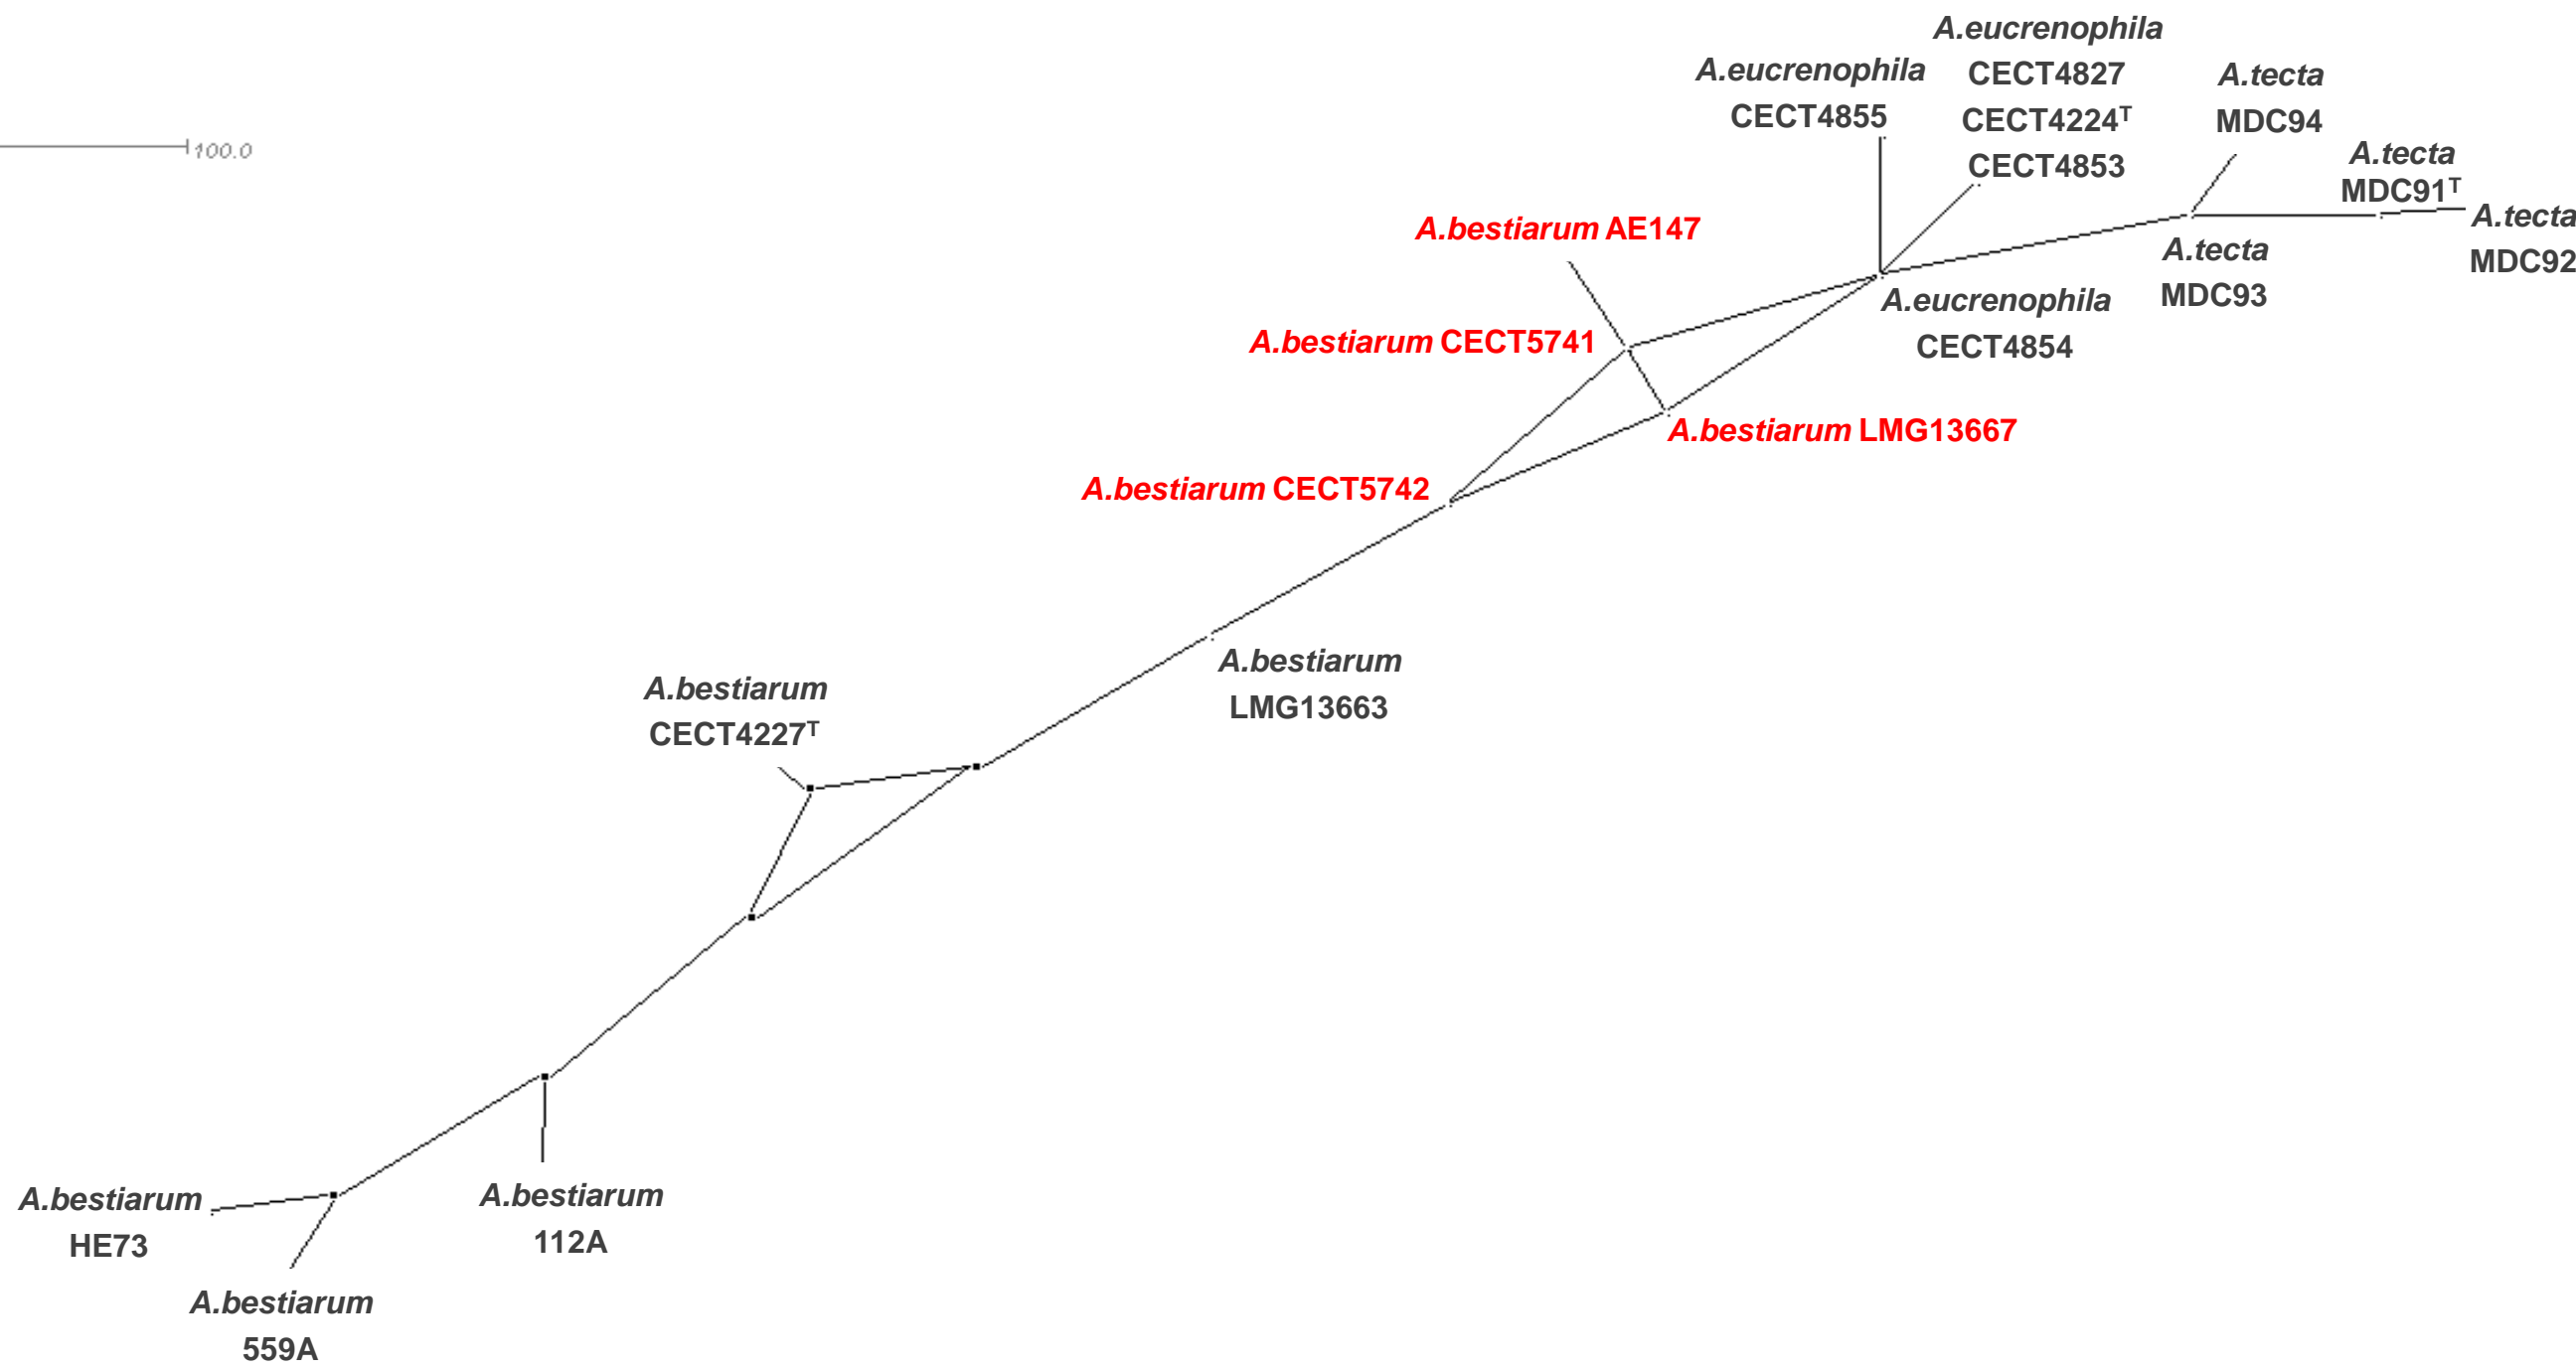 A.eucrenophila
CECT4827
CECT4224ᵀ
CECT4853
A.eucrenophila
CECT4855
A.tecta
MDC94
100.0
A.tecta
MDC91ᵀ
A.tecta
MDC92
A.bestiarum AE147
A.tecta
MDC93
A.eucrenophila
CECT4854
A.bestiarum CECT5741
A.bestiarum LMG13667
A.bestiarum CECT5742
A.bestiarum
LMG13663
A.bestiarum
CECT4227ᵀ
A.bestiarum
HE73
A.bestiarum
112A
A.bestiarum
559A